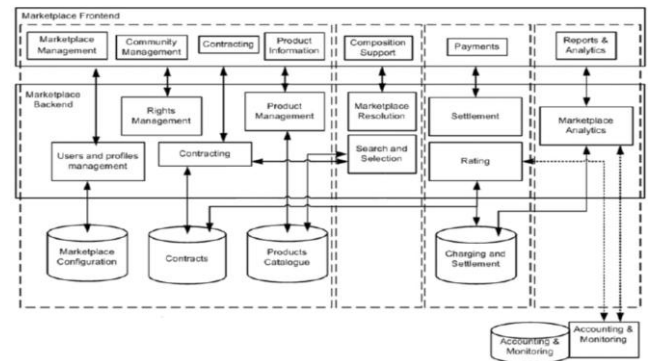 Marketplace Frontend
Marketplace
Management
Community
Management
Contracting
Product
Information
Composition
Support
Payments
Reports &
Analytics
Marketplace
Backend
Rights
Management
Product
Management
Marketplace
Resolution
Settlement
Marketplace
Analytics
Users and profiles
management
Contracting
Search and
Selection
Rating
Marketplace
Configuration
Contracts
Products
Catalogue
Charging and
Settlement
Accounting &
Monitoring
Accounting &
Monitoring